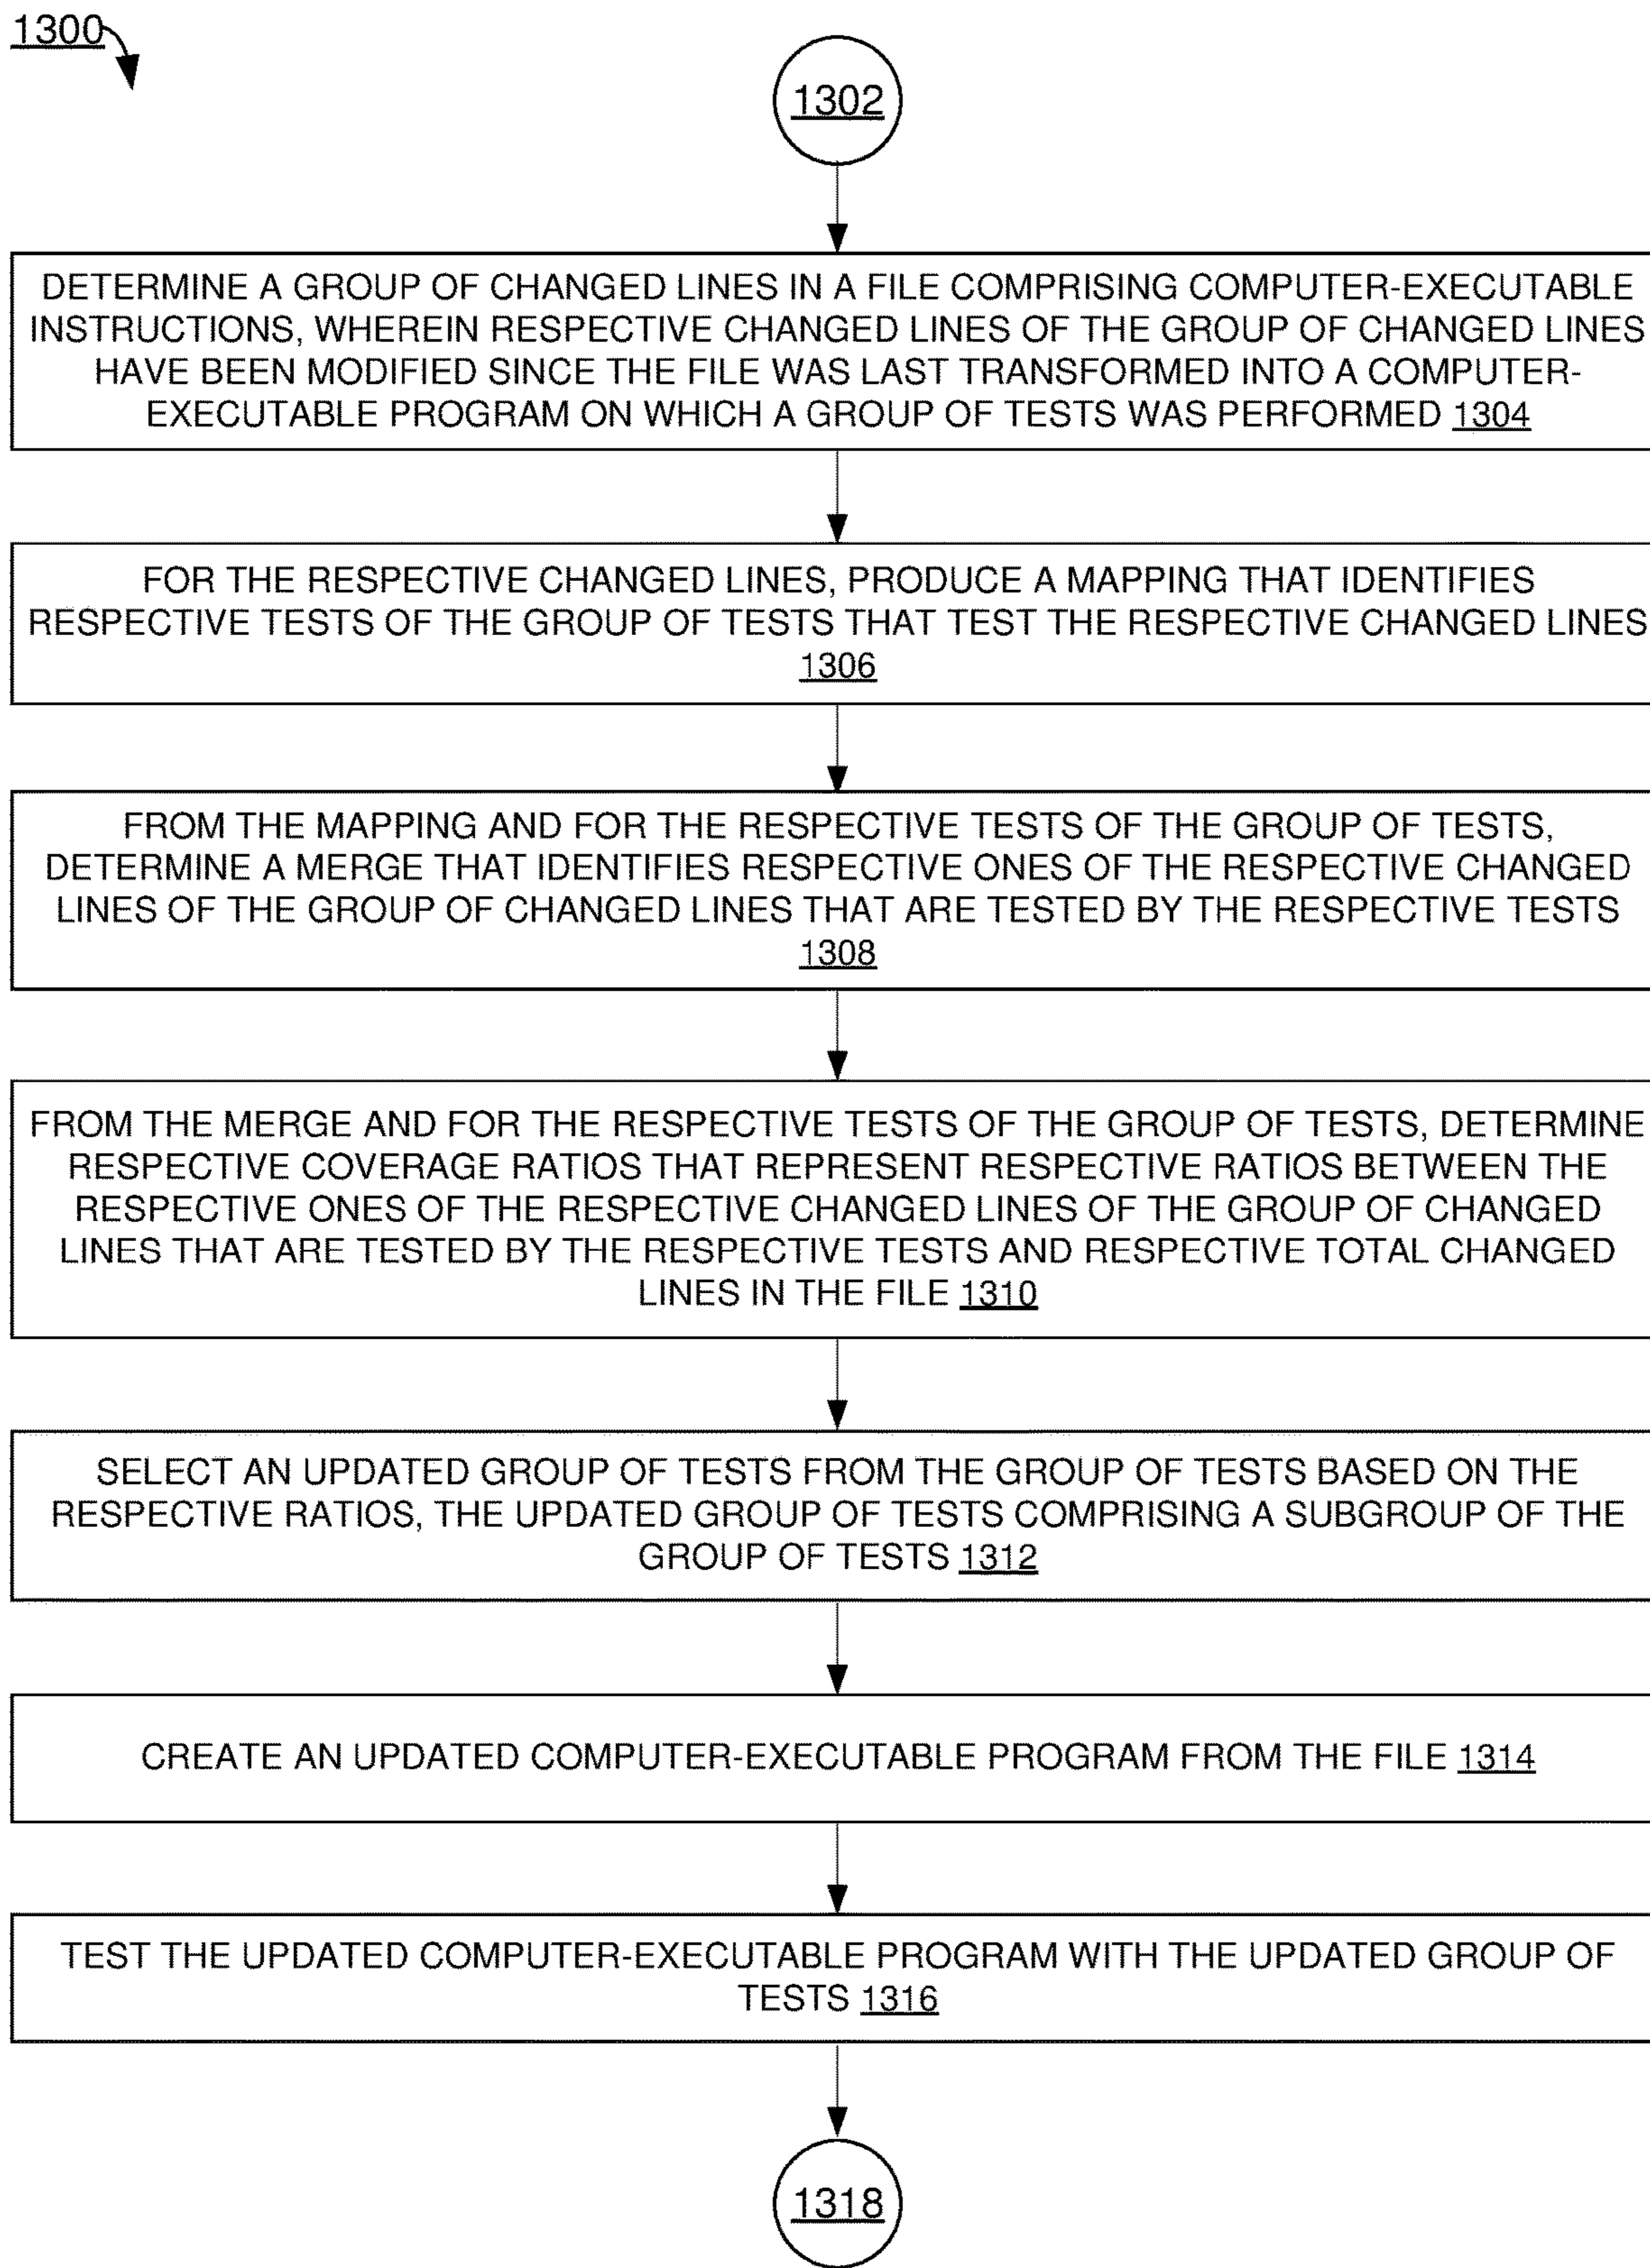 1300
1302
DETERMINE A GROUP OF CHANGED LINES IN A FILE COMPRISING COMPUTER-EXECUTABLE
INSTRUCTIONS, WHEREIN RESPECTIVE CHANGED LINES OF THE GROUP OF CHANGED LINES
HAVE BEEN MODIFIED SINCE THE FILE WAS LAST TRANSFORMED INTO A COMPUTER-
EXECUTABLE PROGRAM ON WHICH A GROUP OF TESTS WAS PERFORMED 1304
FOR THE RESPECTIVE CHANGED LINES, PRODUCE A MAPPING THAT IDENTIFIES
RESPECTIVE TESTS OF THE GROUP OF TESTS THAT TEST THE RESPECTIVE CHANGED LINES
1306
FROM THE MAPPING AND FOR THE RESPECTIVE TESTS OF THE GROUP OF TESTS,
DETERMINE A MERGE THAT IDENTIFIES RESPECTIVE ONES OF THE RESPECTIVE CHANGED
LINES OF THE GROUP OF CHANGED LINES THAT ARE TESTED BY THE RESPECTIVE TESTS
1308
FROM THE MERGE AND FOR THE RESPECTIVE TESTS OF THE GROUP OF TESTS, DETERMINE
RESPECTIVE COVERAGE RATIOS THAT REPRESENT RESPECTIVE RATIOS BETWEEN THE
RESPECTIVE ONES OF THE RESPECTIVE CHANGED LINES OF THE GROUP OF CHANGED
LINES THAT ARE TESTED BY THE RESPECTIVE TESTS AND RESPECTIVE TOTAL CHANGED
LINES IN THE FILE 1310
SELECT AN UPDATED GROUP OF TESTS FROM THE GROUP OF TESTS BASED ON THE
RESPECTIVE RATIOS, THE UPDATED GROUP OF TESTS COMPRISING A SUBGROUP OF THE
GROUP OF TESTS 1312
CREATE AN UPDATED COMPUTER-EXECUTABLE PROGRAM FROM THE FILE 1314
TEST THE UPDATED COMPUTER-EXECUTABLE PROGRAM WITH THE UPDATED GROUP OF
TESTS 1316
1318